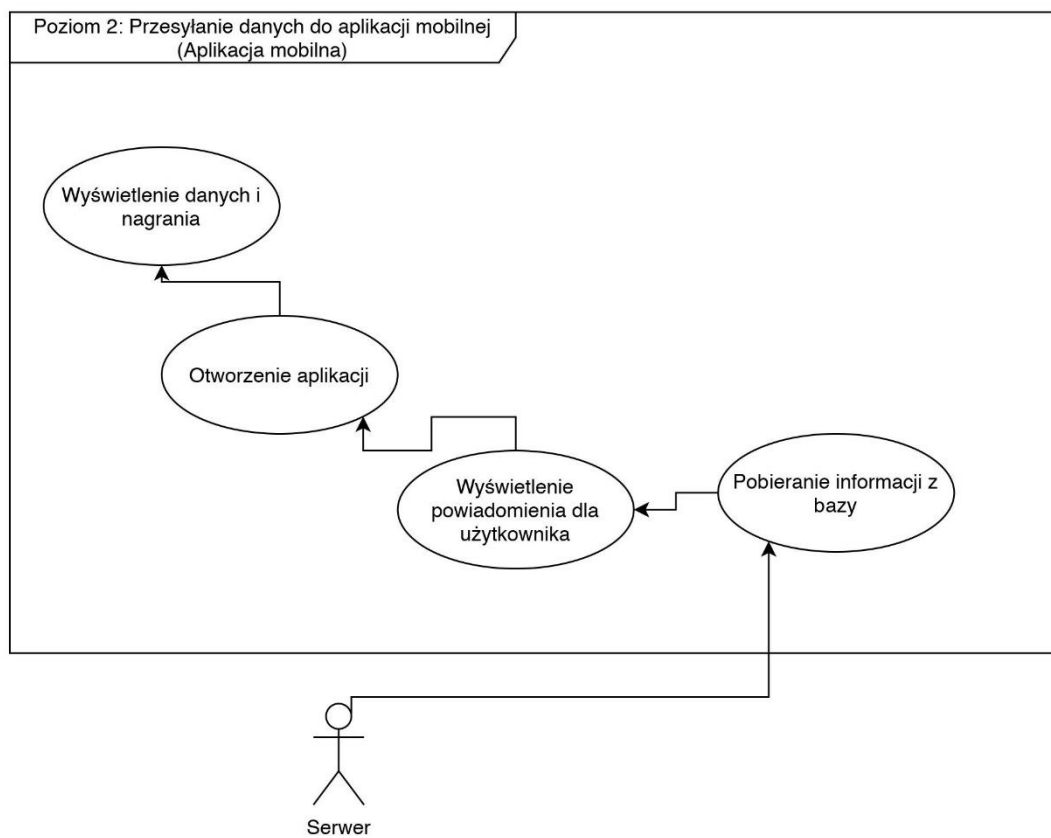 Poziom 2: Przesyłanie danych do aplikacji mobilnej
(Aplikacja mobilna)
Wyświetlenie danych i
nagrania
Otworzenie aplikacji
Wyświetlenie
powiadomienia dla
użytkownika
Pobieranie informacji z
bazy
Serwer